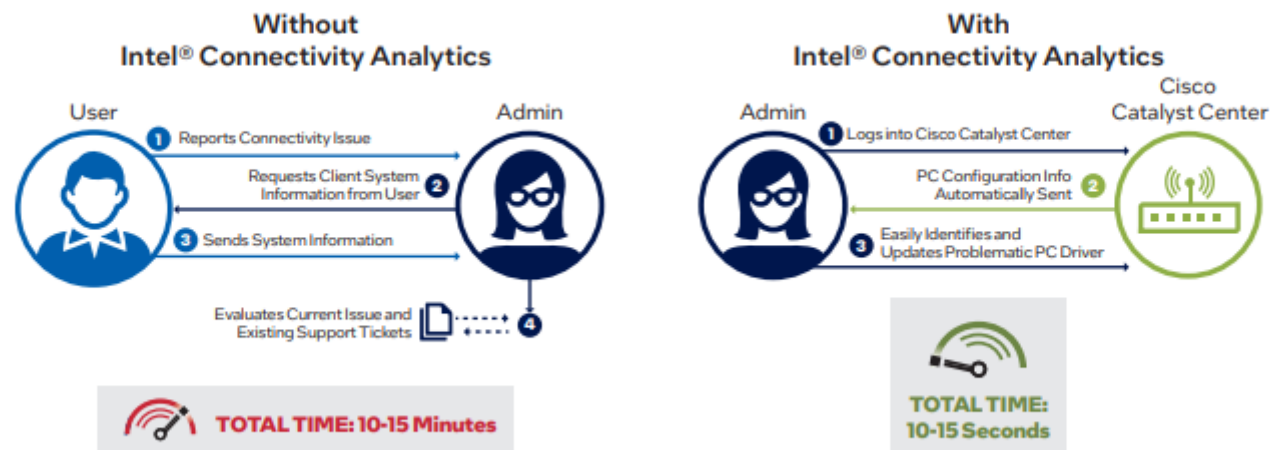 Without
Intel® Connectivity Analytics
User
Admin
1 Reports Connectivity Issue
Requests Client System
Information from User 2
3 Sends System Information
Evaluates Current Issue and
Existing Support Tickets
4
TOTAL TIME: 10-15 Minutes
With
Intel® Connectivity Analytics
Admin
Cisco
Catalyst Center
1 Logs into Cisco Catalyst Center
PC Configuration Info
Automatically Sent 2
3 Easily Identifies and
Updates Problematic PC Driver
TOTAL TIME:
10-15 Seconds